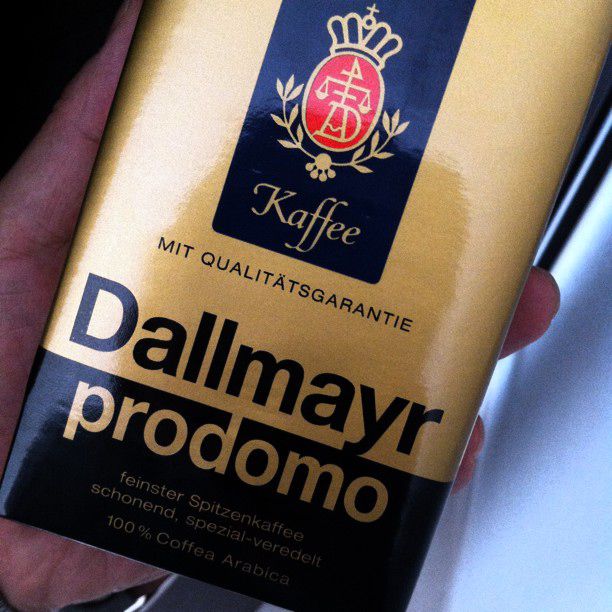 Kaffee
MIT QUALITÄTSGARANTIE
Dallmayr
prodomo
feinster Spitzenkaffee
schonend, spezial-veredelt
100% Coffea Arabica